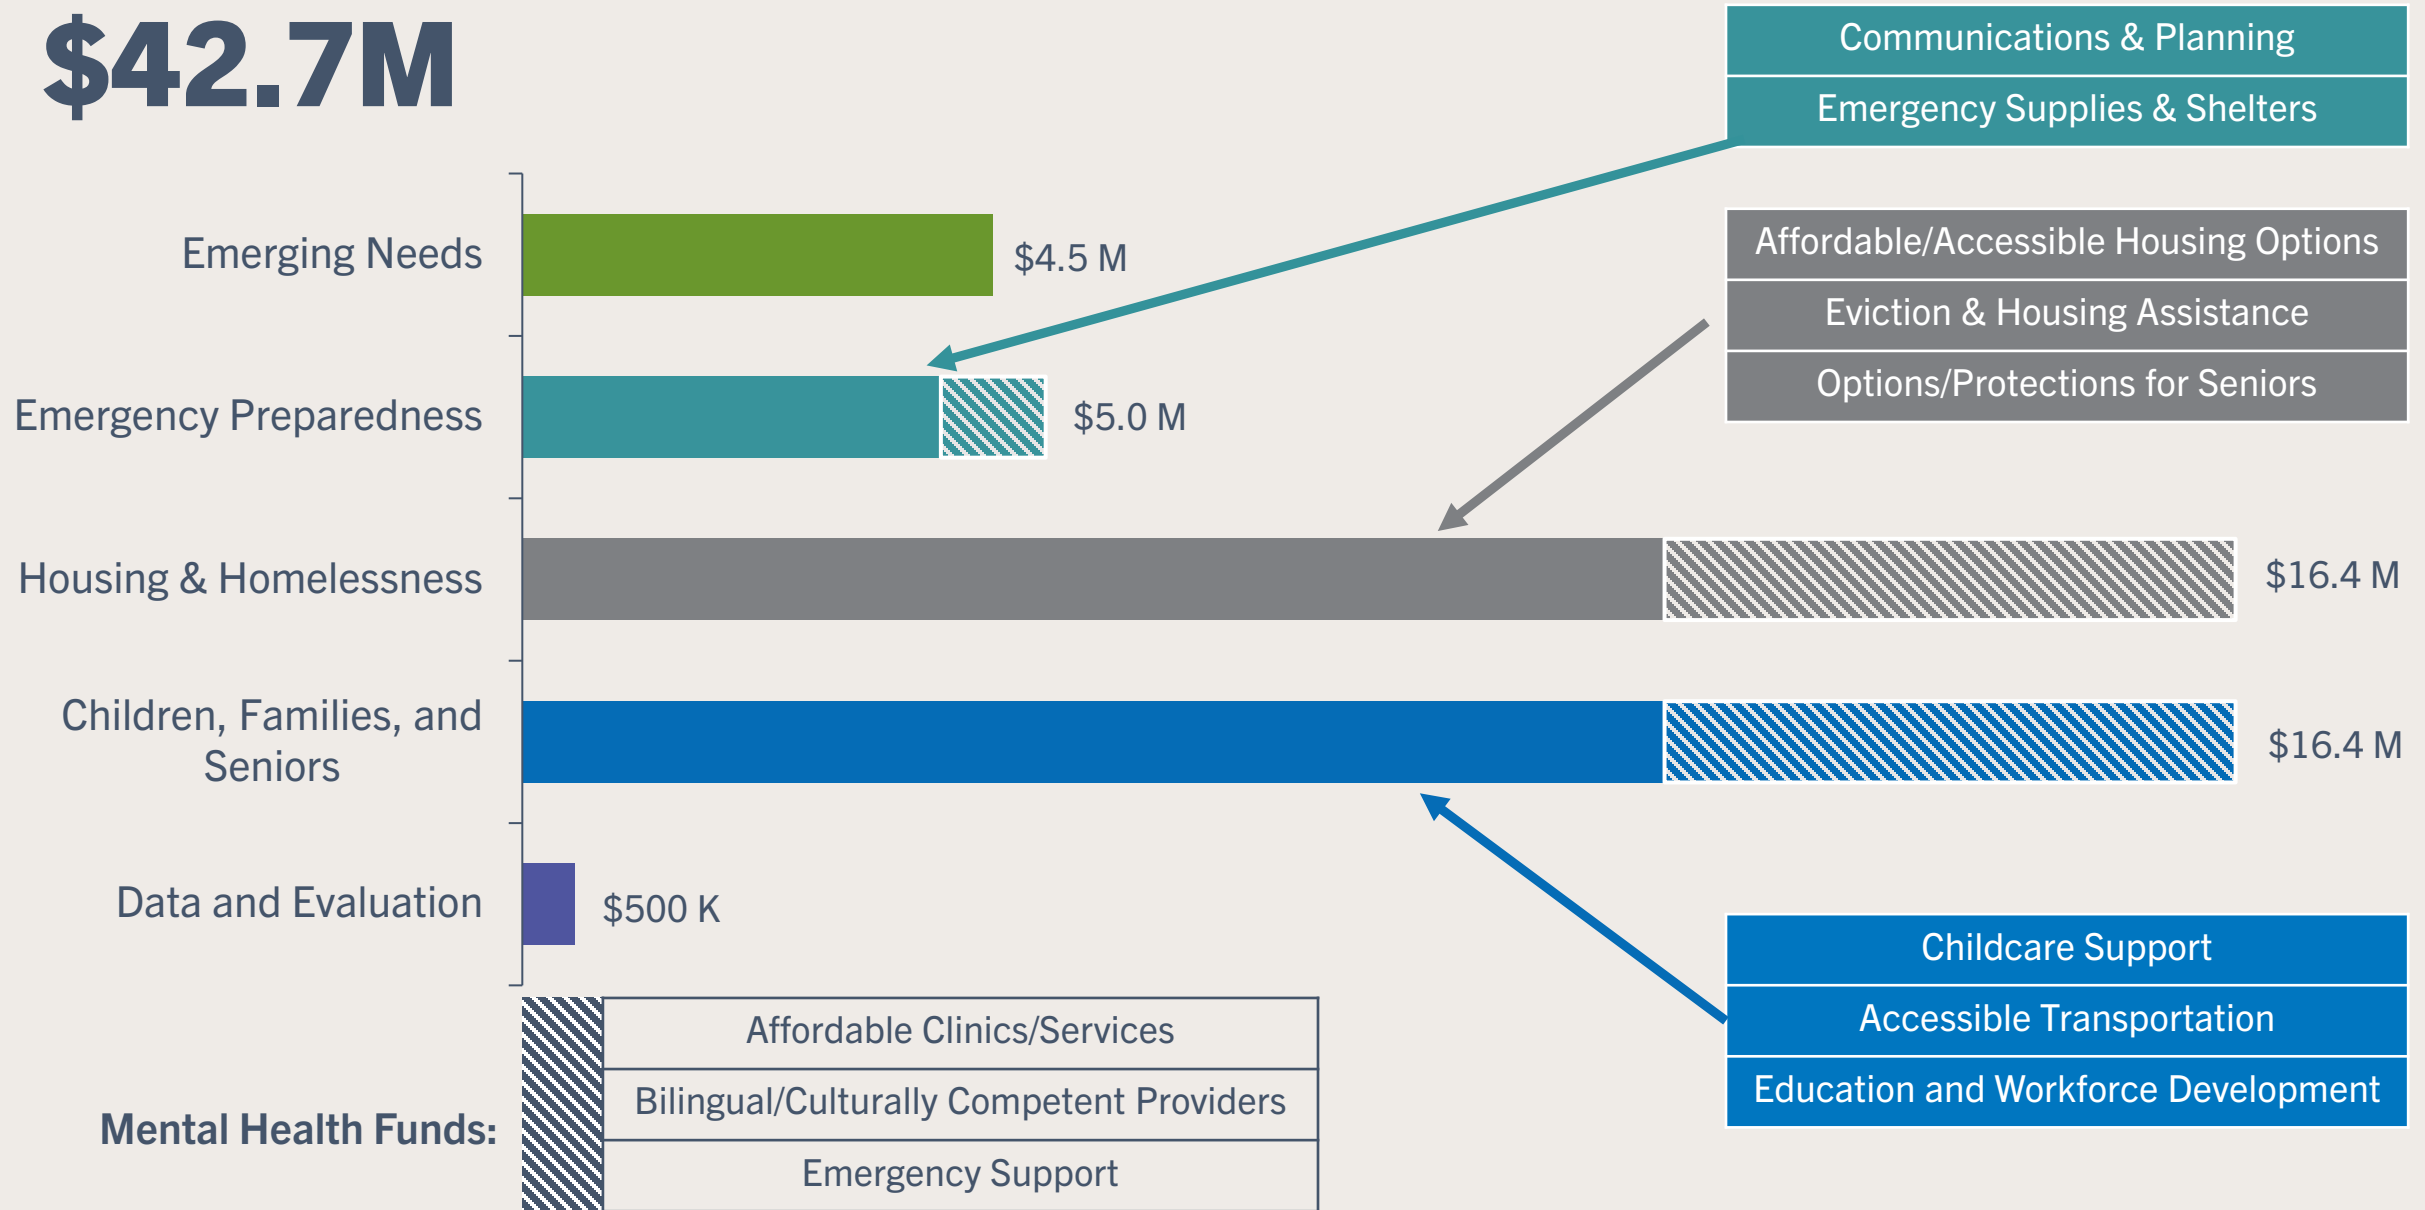 $42.7M
Communications & Planning
Emergency Supplies & Shelters
Emerging Needs
$4.5 M
Affordable/Accessible Housing Options
Eviction & Housing Assistance
Options/Protections for Seniors
Emergency Preparedness
$5.0 M
Housing & Homelessness
$16.4 M
Children, Families, and
Seniors
$16.4 M
Data and Evaluation
$500 K
Childcare Support
Accessible Transportation
Education and Workforce Development
Mental Health Funds:
Affordable Clinics/Services
Bilingual/Culturally Competent Providers
Emergency Support